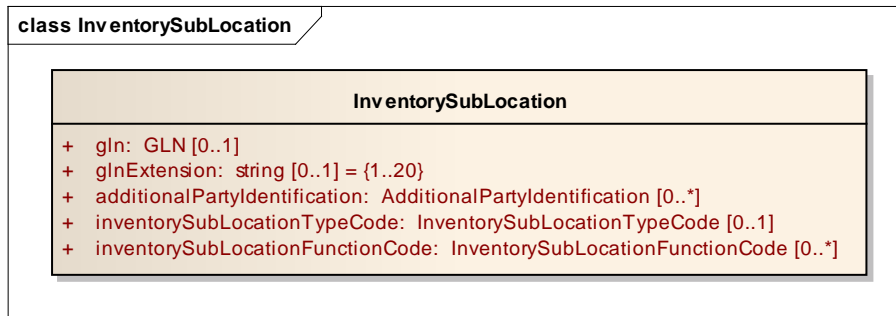 class InventorySubLocation
InventorySubLocation
+ gln: GLN [0..1]
+ glnExtension: string [0..1] = {1..20}
+ additionalPartyIdentification: AdditionalPartyIdentification [0..*]
+ inventorySubLocationTypeCode: InventorySubLocationTypeCode [0..1]
+ inventorySubLocationFunctionCode: InventorySubLocationFunctionCode [0..*]